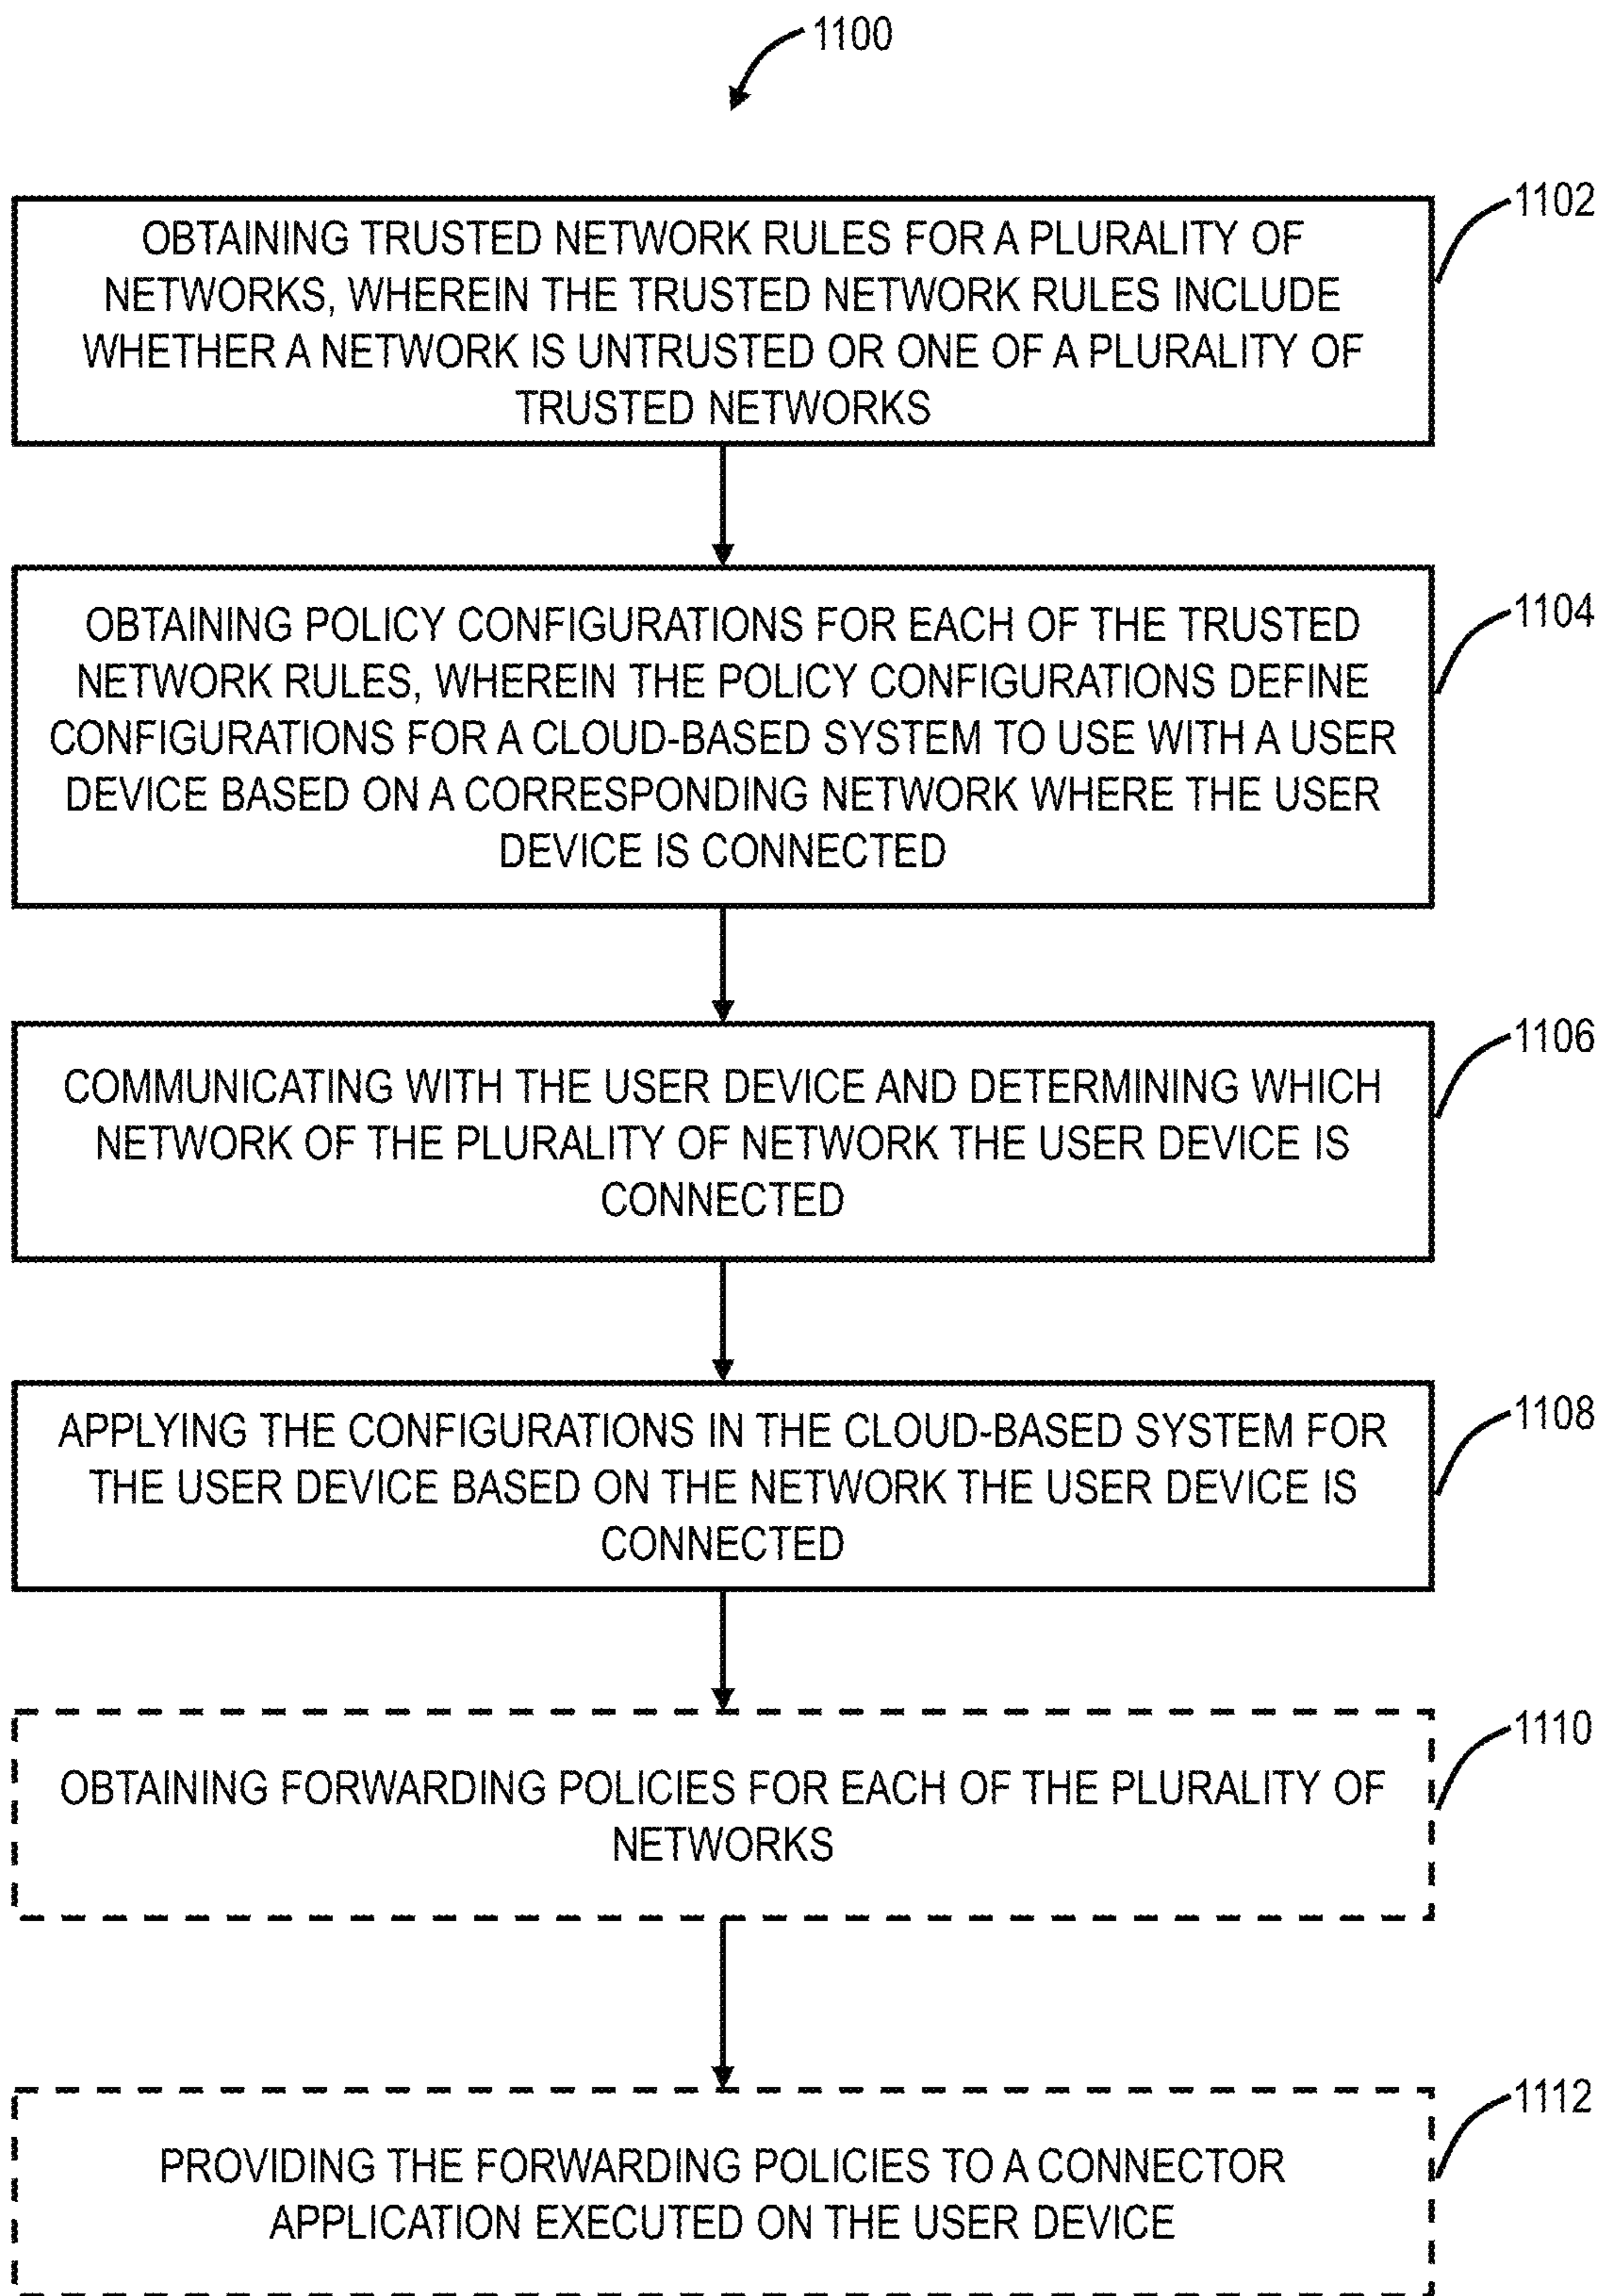 1100
1102
OBTAINING TRUSTED NETWORK RULES FOR A PLURALITY OF
NETWORKS, WHEREIN THE TRUSTED NETWORK RULES INCLUDE
WHETHER A NETWORK IS UNTRUSTED OR ONE OF A PLURALITY OF
TRUSTED NETWORKS
1104
OBTAINING POLICY CONFIGURATIONS FOR EACH OF THE TRUSTED
NETWORK RULES, WHEREIN THE POLICY CONFIGURATIONS DEFINE
CONFIGURATIONS FOR A CLOUD-BASED SYSTEM TO USE WITH A USER
DEVICE BASED ON A CORRESPONDING NETWORK WHERE THE USER
DEVICE IS CONNECTED
1106
COMMUNICATING WITH THE USER DEVICE AND DETERMINING WHICH
NETWORK OF THE PLURALITY OF NETWORK THE USER DEVICE IS
CONNECTED
1108
APPLYING THE CONFIGURATIONS IN THE CLOUD-BASED SYSTEM FOR
THE USER DEVICE BASED ON THE NETWORK THE USER DEVICE IS
CONNECTED
1110
OBTAINING FORWARDING POLICIES FOR EACH OF THE PLURALITY OF
NETWORKS
1112
PROVIDING THE FORWARDING POLICIES TO A CONNECTOR
APPLICATION EXECUTED ON THE USER DEVICE